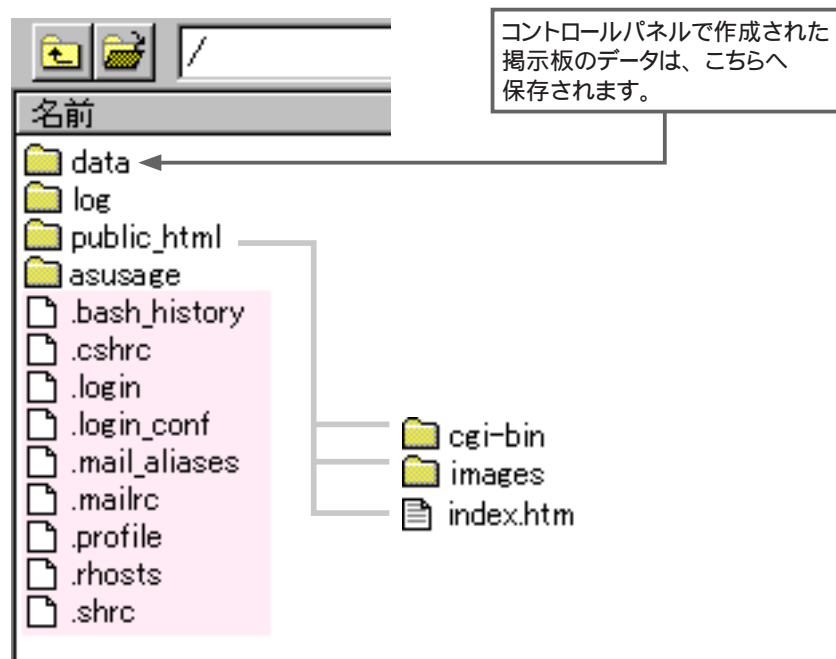 /
コントロールパネルで作成された
掲示板のデータは、こちらへ
保存されます。
名前
data
log
public_html
asusage
.bash_history
.cshrc
.login
.login_conf
.mail_aliases
.mailrc
.profile
.rhosts
.shrc
cgi-bin
images
index.htm